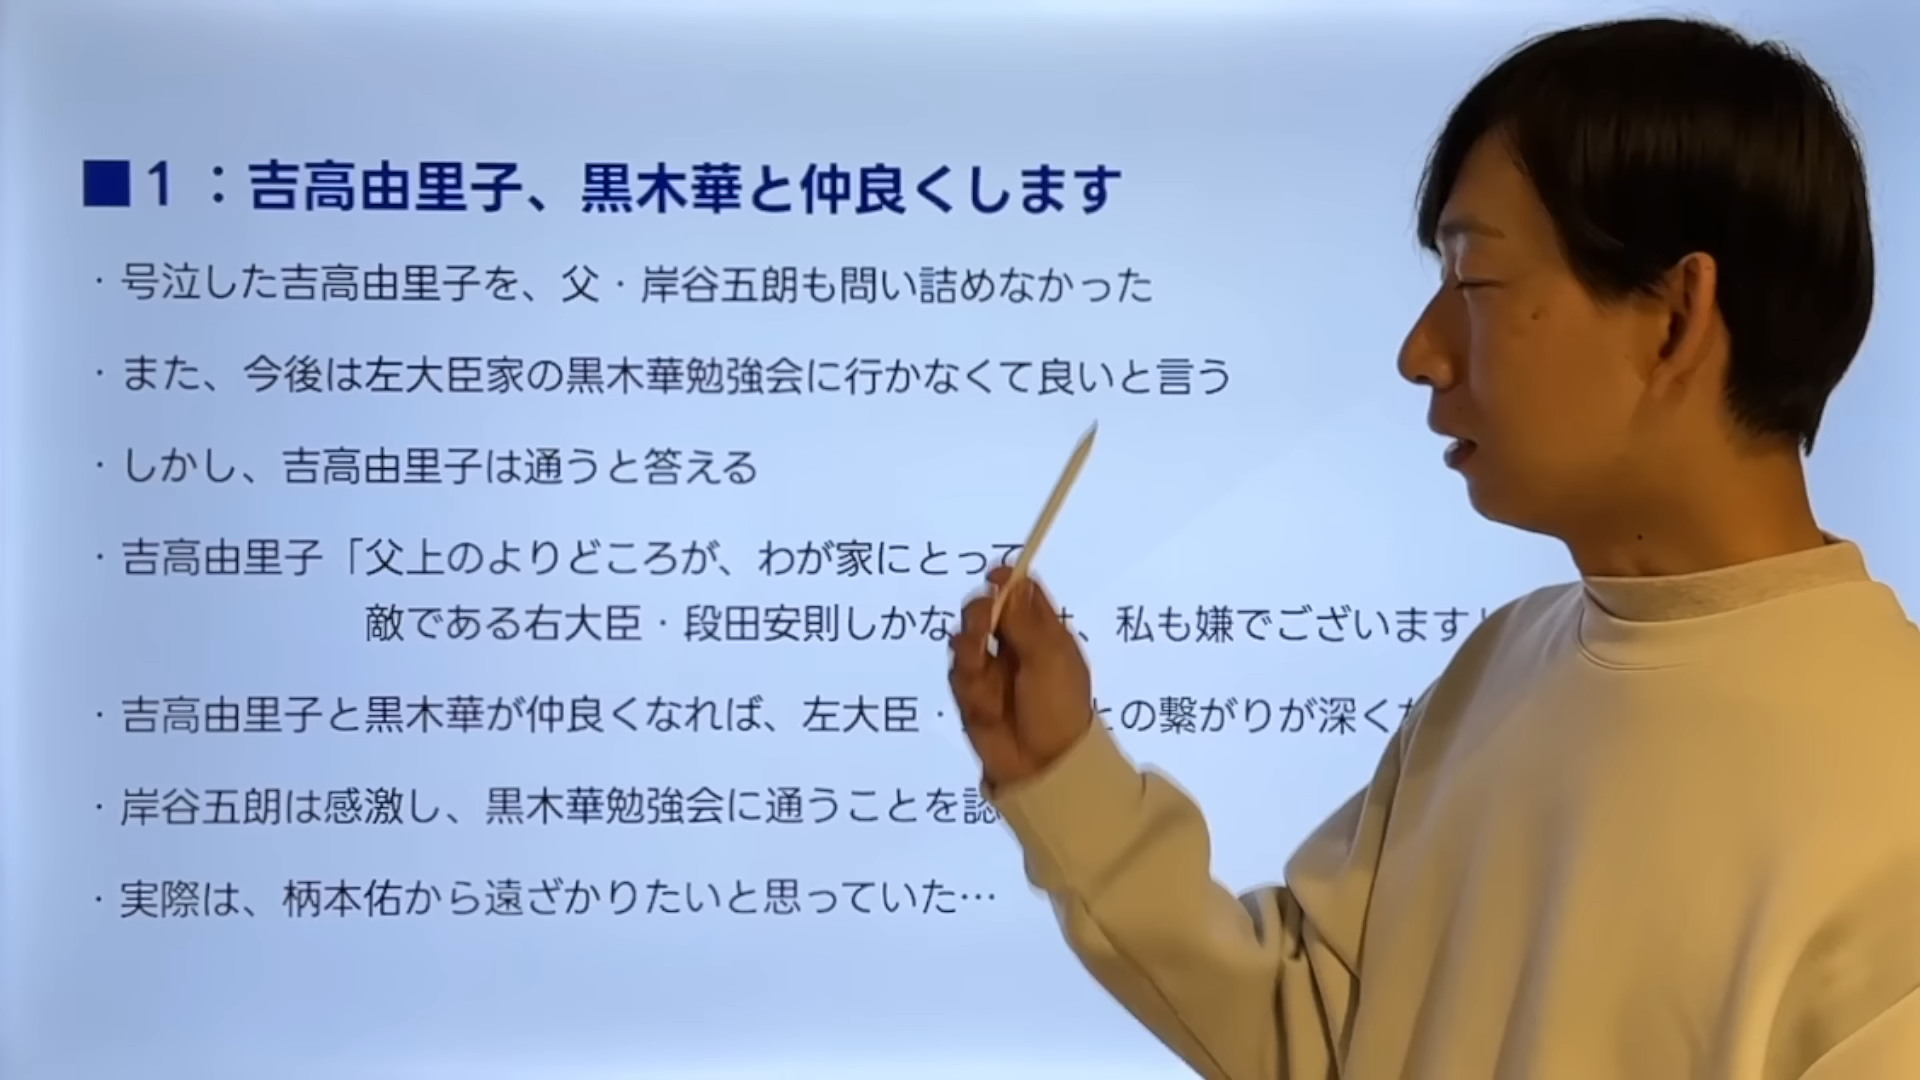 ■1：吉高由里子、黒木華と仲良くします
・号泣した吉高由里子を、父・岸谷五朗も問い詰めなかった
・また、今後は左大臣家の黒木華勉強会に行かなくて良いと言う
・しかし、吉高由里子は通うと答える
・吉高由里子「父上のよりどころが、わが家にとって
敵である右大臣・段田安則しかな 、私も嫌でございます
・吉高由里子と黒木華が仲良くなれば、左大臣・ との繋がりが深く
・岸谷五朗は感激し、黒木華勉強会に通うことを認
・実際は、柄本佑から遠ざかりたいと思っていた…